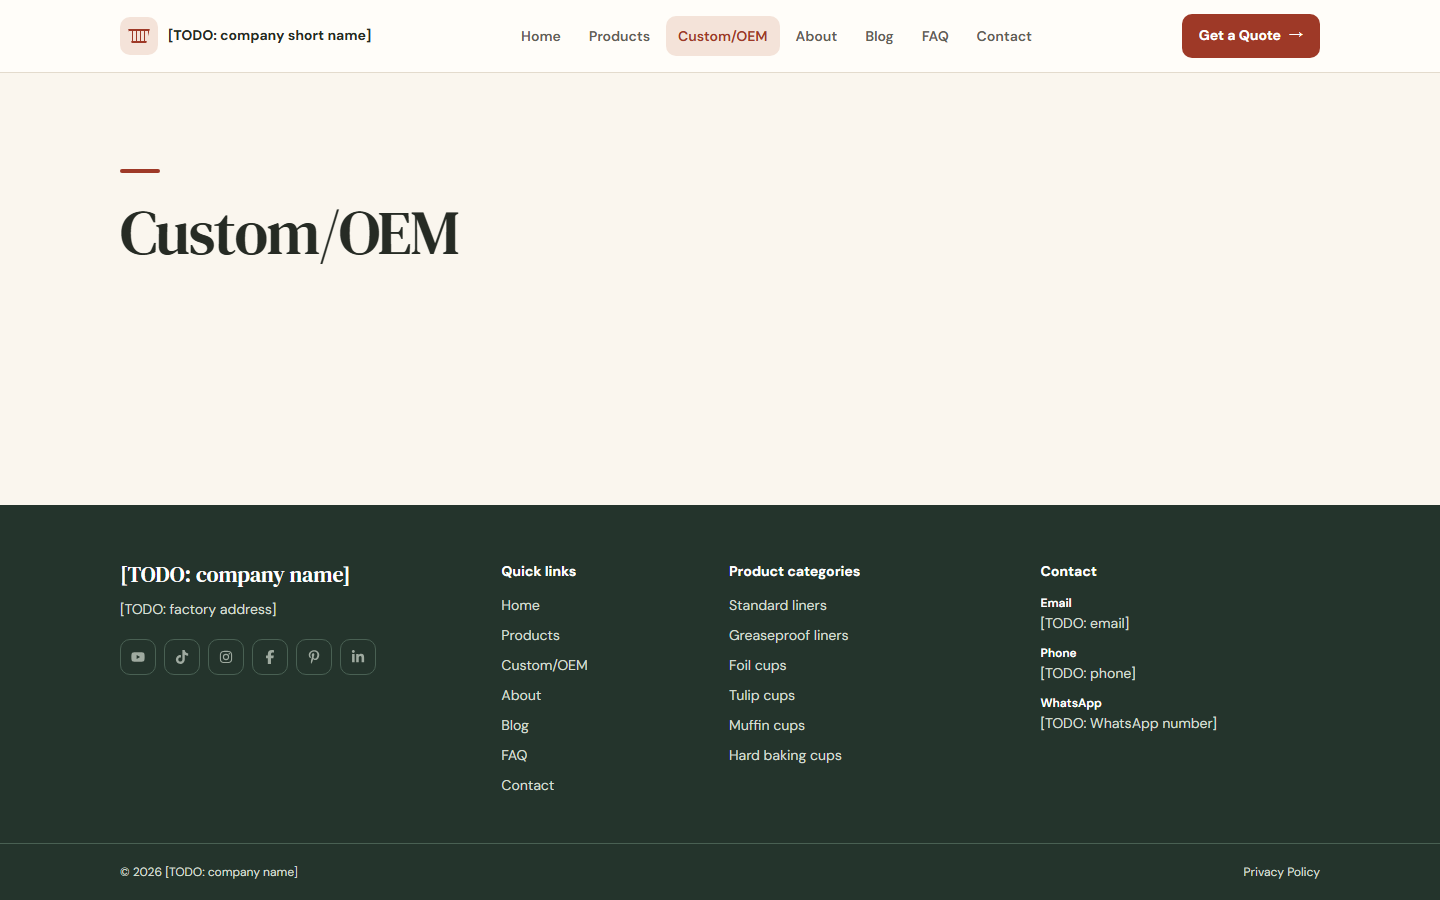 [TODO: company short name]
Home
Products
Custom/OEM
About
Blog
FAQ
Contact
Get a Quote →
Custom/OEM
[TODO: company name]
[TODO: factory address]
Quick links
Home
Products
Custom/OEM
About
Blog
FAQ
Contact
Product categories
Standard liners
Greaseproof liners
Foil cups
Tulip cups
Muffin cups
Hard baking cups
Contact
Email
[TODO: email]
Phone
[TODO: phone]
WhatsApp
[TODO: WhatsApp number]
© 2026 [TODO: company name]
Privacy Policy